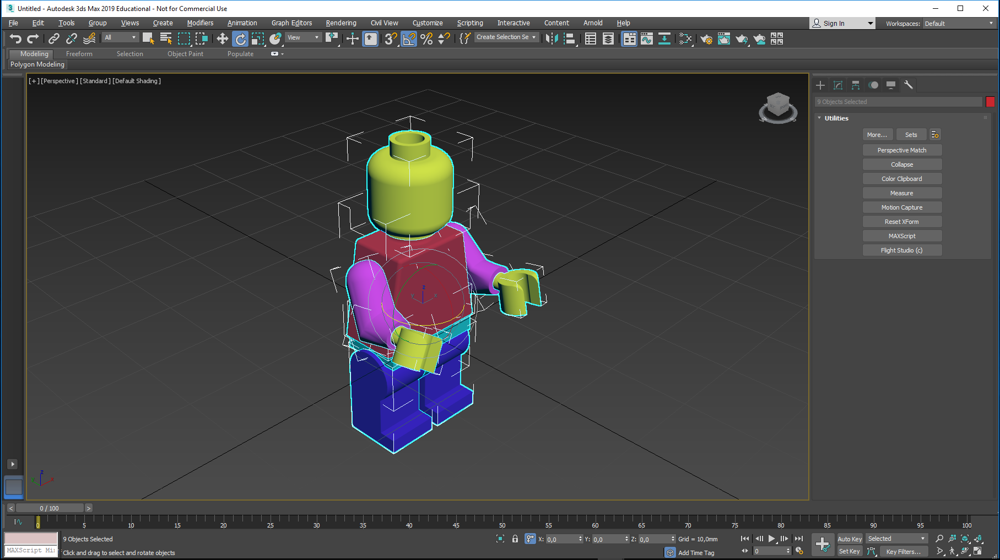 Untitled - Autodesk 3ds Max 2019 Educational - Not for Commercial Use
File Edit Tools Group Views Create Modifiers Animation Graph Editors Rendering Civil View Customize Scripting Interactive Content Arnold Help Sign In Workspaces: Default
All View Create Selection Se
Modeling Freeform Selection Object Paint Populate
Polygon Modeling
[+] [Perspective] [Standard] [Default Shading]
9 Objects Selected
Utilities
More... Sets
Perspective Match
Collapse
Color Clipboard
Measure
Motion Capture
Reset XForm
MAXScript
Flight Studio (c)
z
y x
z
y x
< 0 / 100 >
0 5 10 15 20 25 30 35 40 45 50 55 60 65 70 75 80 85 90 95 100
9 Objects Selected X: 0,0 Y: 0,0 Z: 0,0 Grid = 10,0mm Auto Key Selected
MAXScript Mi
Click and drag to select and rotate objects Add Time Tag 0 Set Key Key Filters...